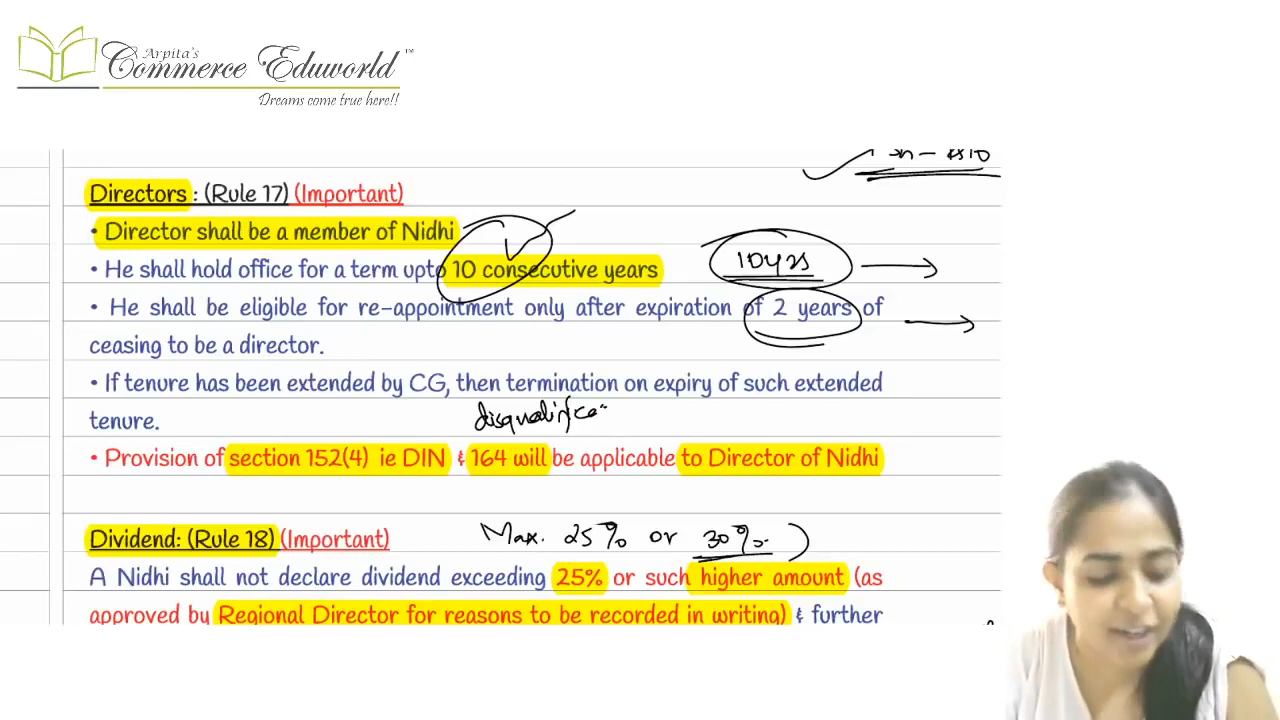 Arpita's
Commerce Eduworld™
Dreams come true here!!
Directors : (Rule 17) (Important)
• Director shall be a member of Nidhi
• He shall hold office for a term upto 10 consecutive years
10yrs
• He shall be eligible for re-appointment only after expiration of 2 years of
ceasing to be a director.
• If tenure has been extended by CG, then termination on expiry of such extended
tenure.
• Provision of section 152(4) ie DIN & 164 will be applicable to Director of Nidhi
Dividend: (Rule 18) (Important)
Max. 25% or 30% )
A Nidhi shall not declare dividend exceeding 25% or such higher amount (as
approved by Regional Director for reasons to be recorded in writing) & further